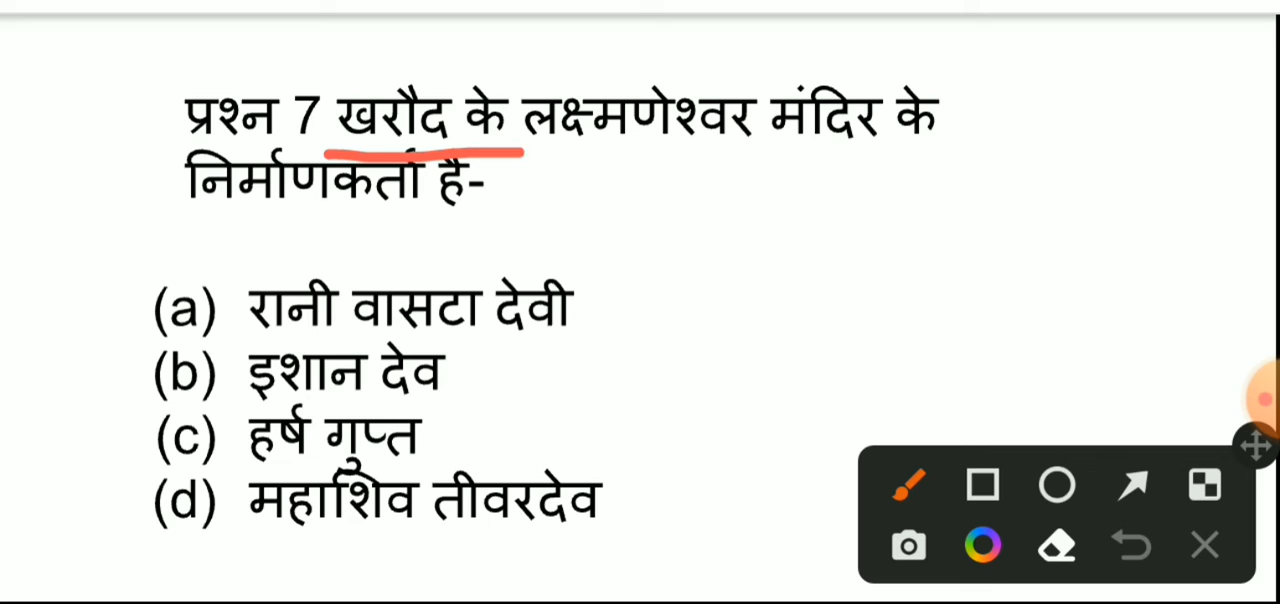 प्रश्न 7 खरौद के लक्ष्मणेश्वर मंदिर के
निर्माणकर्ता है-
(a) रानी वासटा देवी
(b) इशान देव
(c) हर्ष गुप्त
(d) महाशिव तीवरदेव